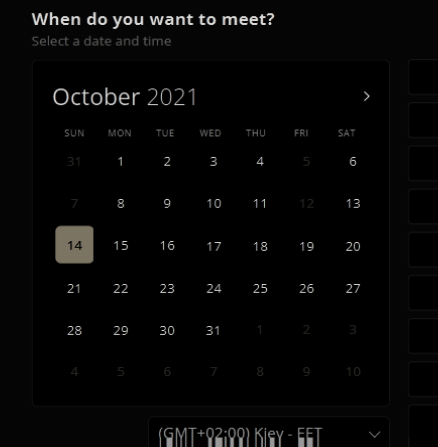 When do you want to meet?
Select a date and time
October 2021
SUN MON TUE WED THU FRI SAT
31 1 2 3 4 5 6
7 8 9 10 11 12 13
14 15 16 17 18 19 20
21 22 23 24 25 26 27
28 29 30 31 1 2 3
4 5 6 7 8 9 10
(GMT+02:00) Kiev - EET